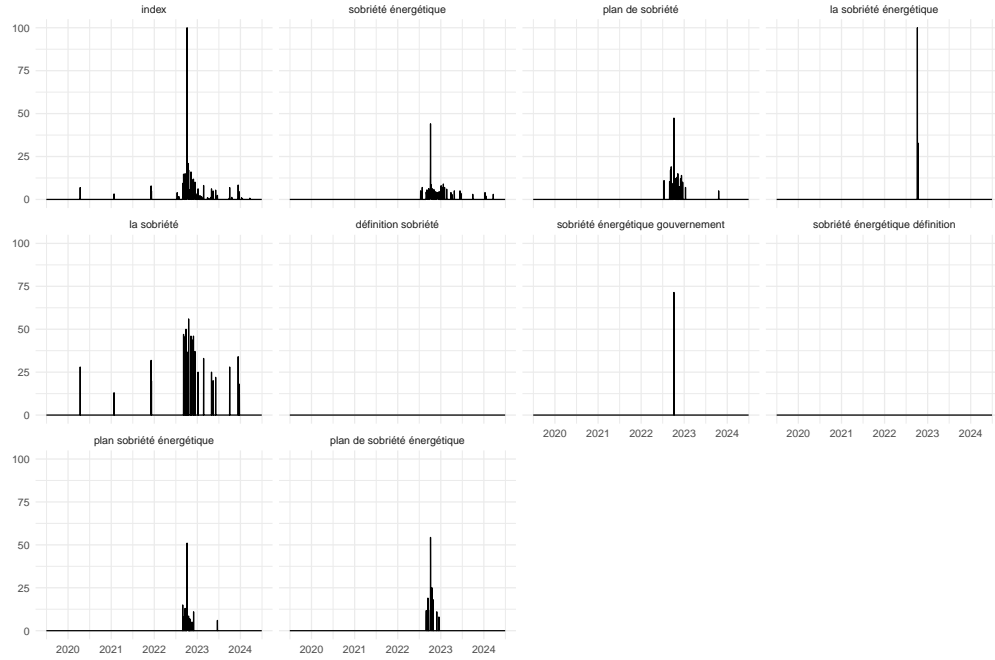 index
sobriété énergétique
plan de sobriété
la sobriété énergétique
100
75
50
25
0
la sobriété
définition sobriété
sobriété énergétique gouvernement
sobriété énergétique définition
100
75
50
25
0
2020 2021 2022 2023 2024
2020 2021 2022 2023 2024
plan sobriété énergétique
plan de sobriété énergétique
100
75
50
25
0
2020 2021 2022 2023 2024
2020 2021 2022 2023 2024